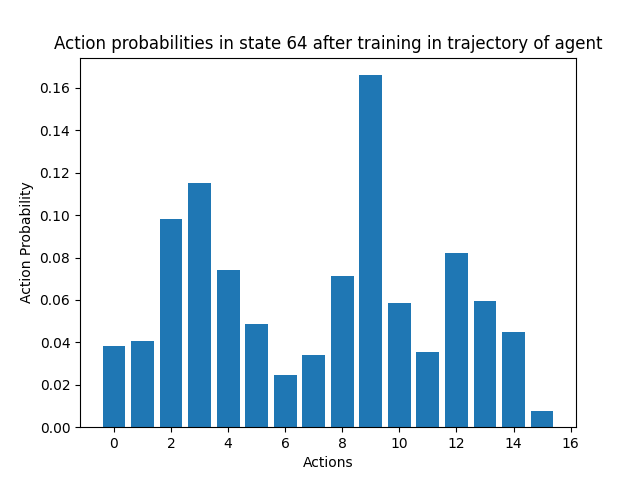 Action probabilities in state 64 after training in trajectory of agent
0.16
0.14
0.12
0.10
0.08
0.06
0.04
0.02
0.00
Action Probability
0 2 4 6 8 10 12 14 16
Actions